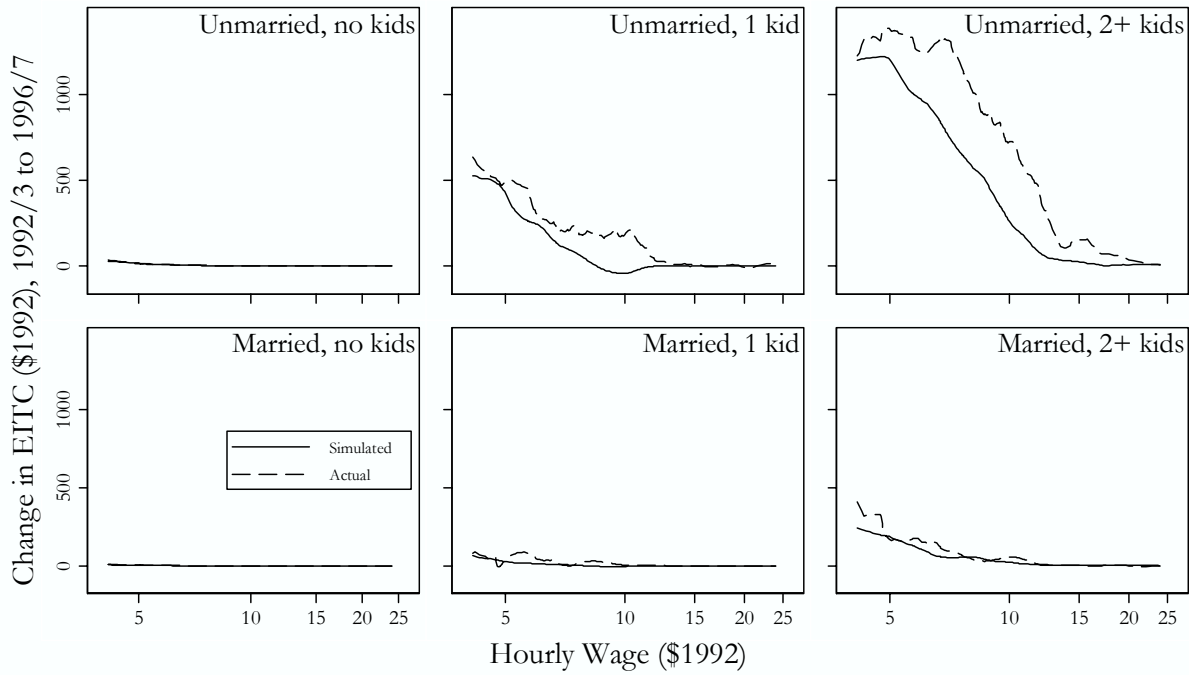 Change in EITC ($1992), 1992/3 to 1996/7
Unmarried, no kids
Unmarried, 1 kid
Unmarried, 2+ kids
1000
500
0
Married, no kids
Married, 1 kid
Married, 2+ kids
1000
500
0
Simulated
Actual
5 10 15 20 25
5 10 15 20 25
5 10 15 20 25
Hourly Wage ($1992)